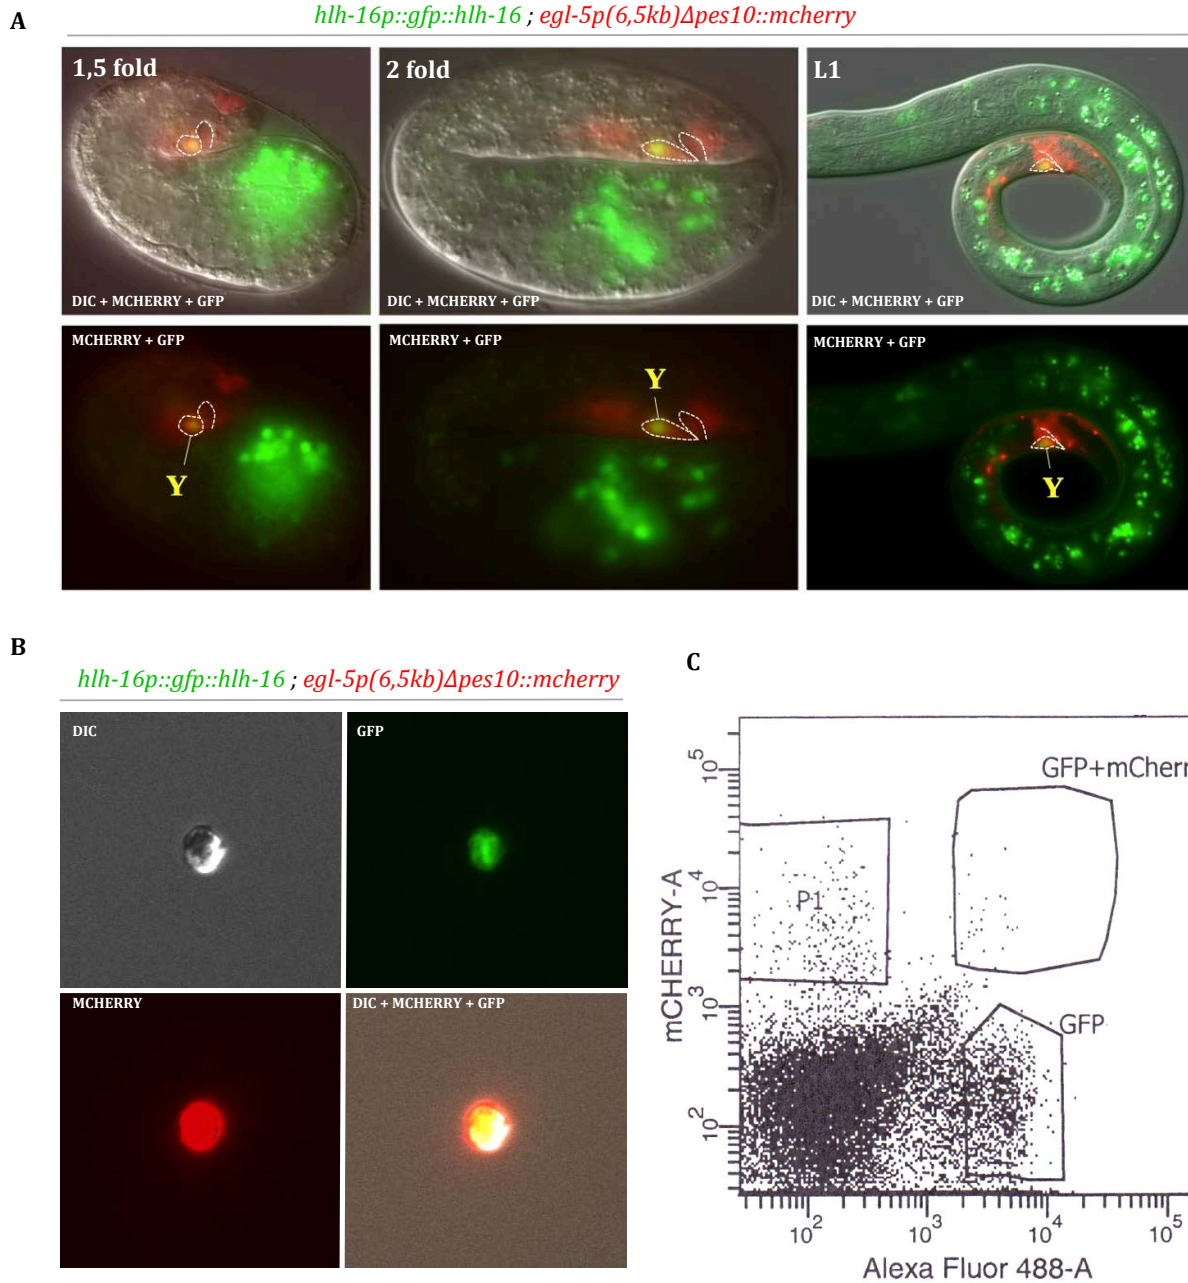 A
hlh-16p::gfp::hlh-16 ; egl-5p(6,5kb)Δpes10::mcherry
1,5 fold
2 fold
L1
DIC + MCHERRY + GFP
DIC + MCHERRY + GFP
DIC + MCHERRY + GFP
MCHERRY + GFP
MCHERRY + GFP
MCHERRY + GFP
Y
Y
Y
B
hlh-16p::gfp::hlh-16 ; egl-5p(6,5kb)Δpes10::mcherry
DIC
GFP
MCHERRY
DIC + MCHERRY + GFP
C
GFP+mCherr
P1
GFP
mCHERRY-A
10^5
10^4
10^3
10^2
10^2
10^3
10^4
10^5
Alexa Fluor 488-A